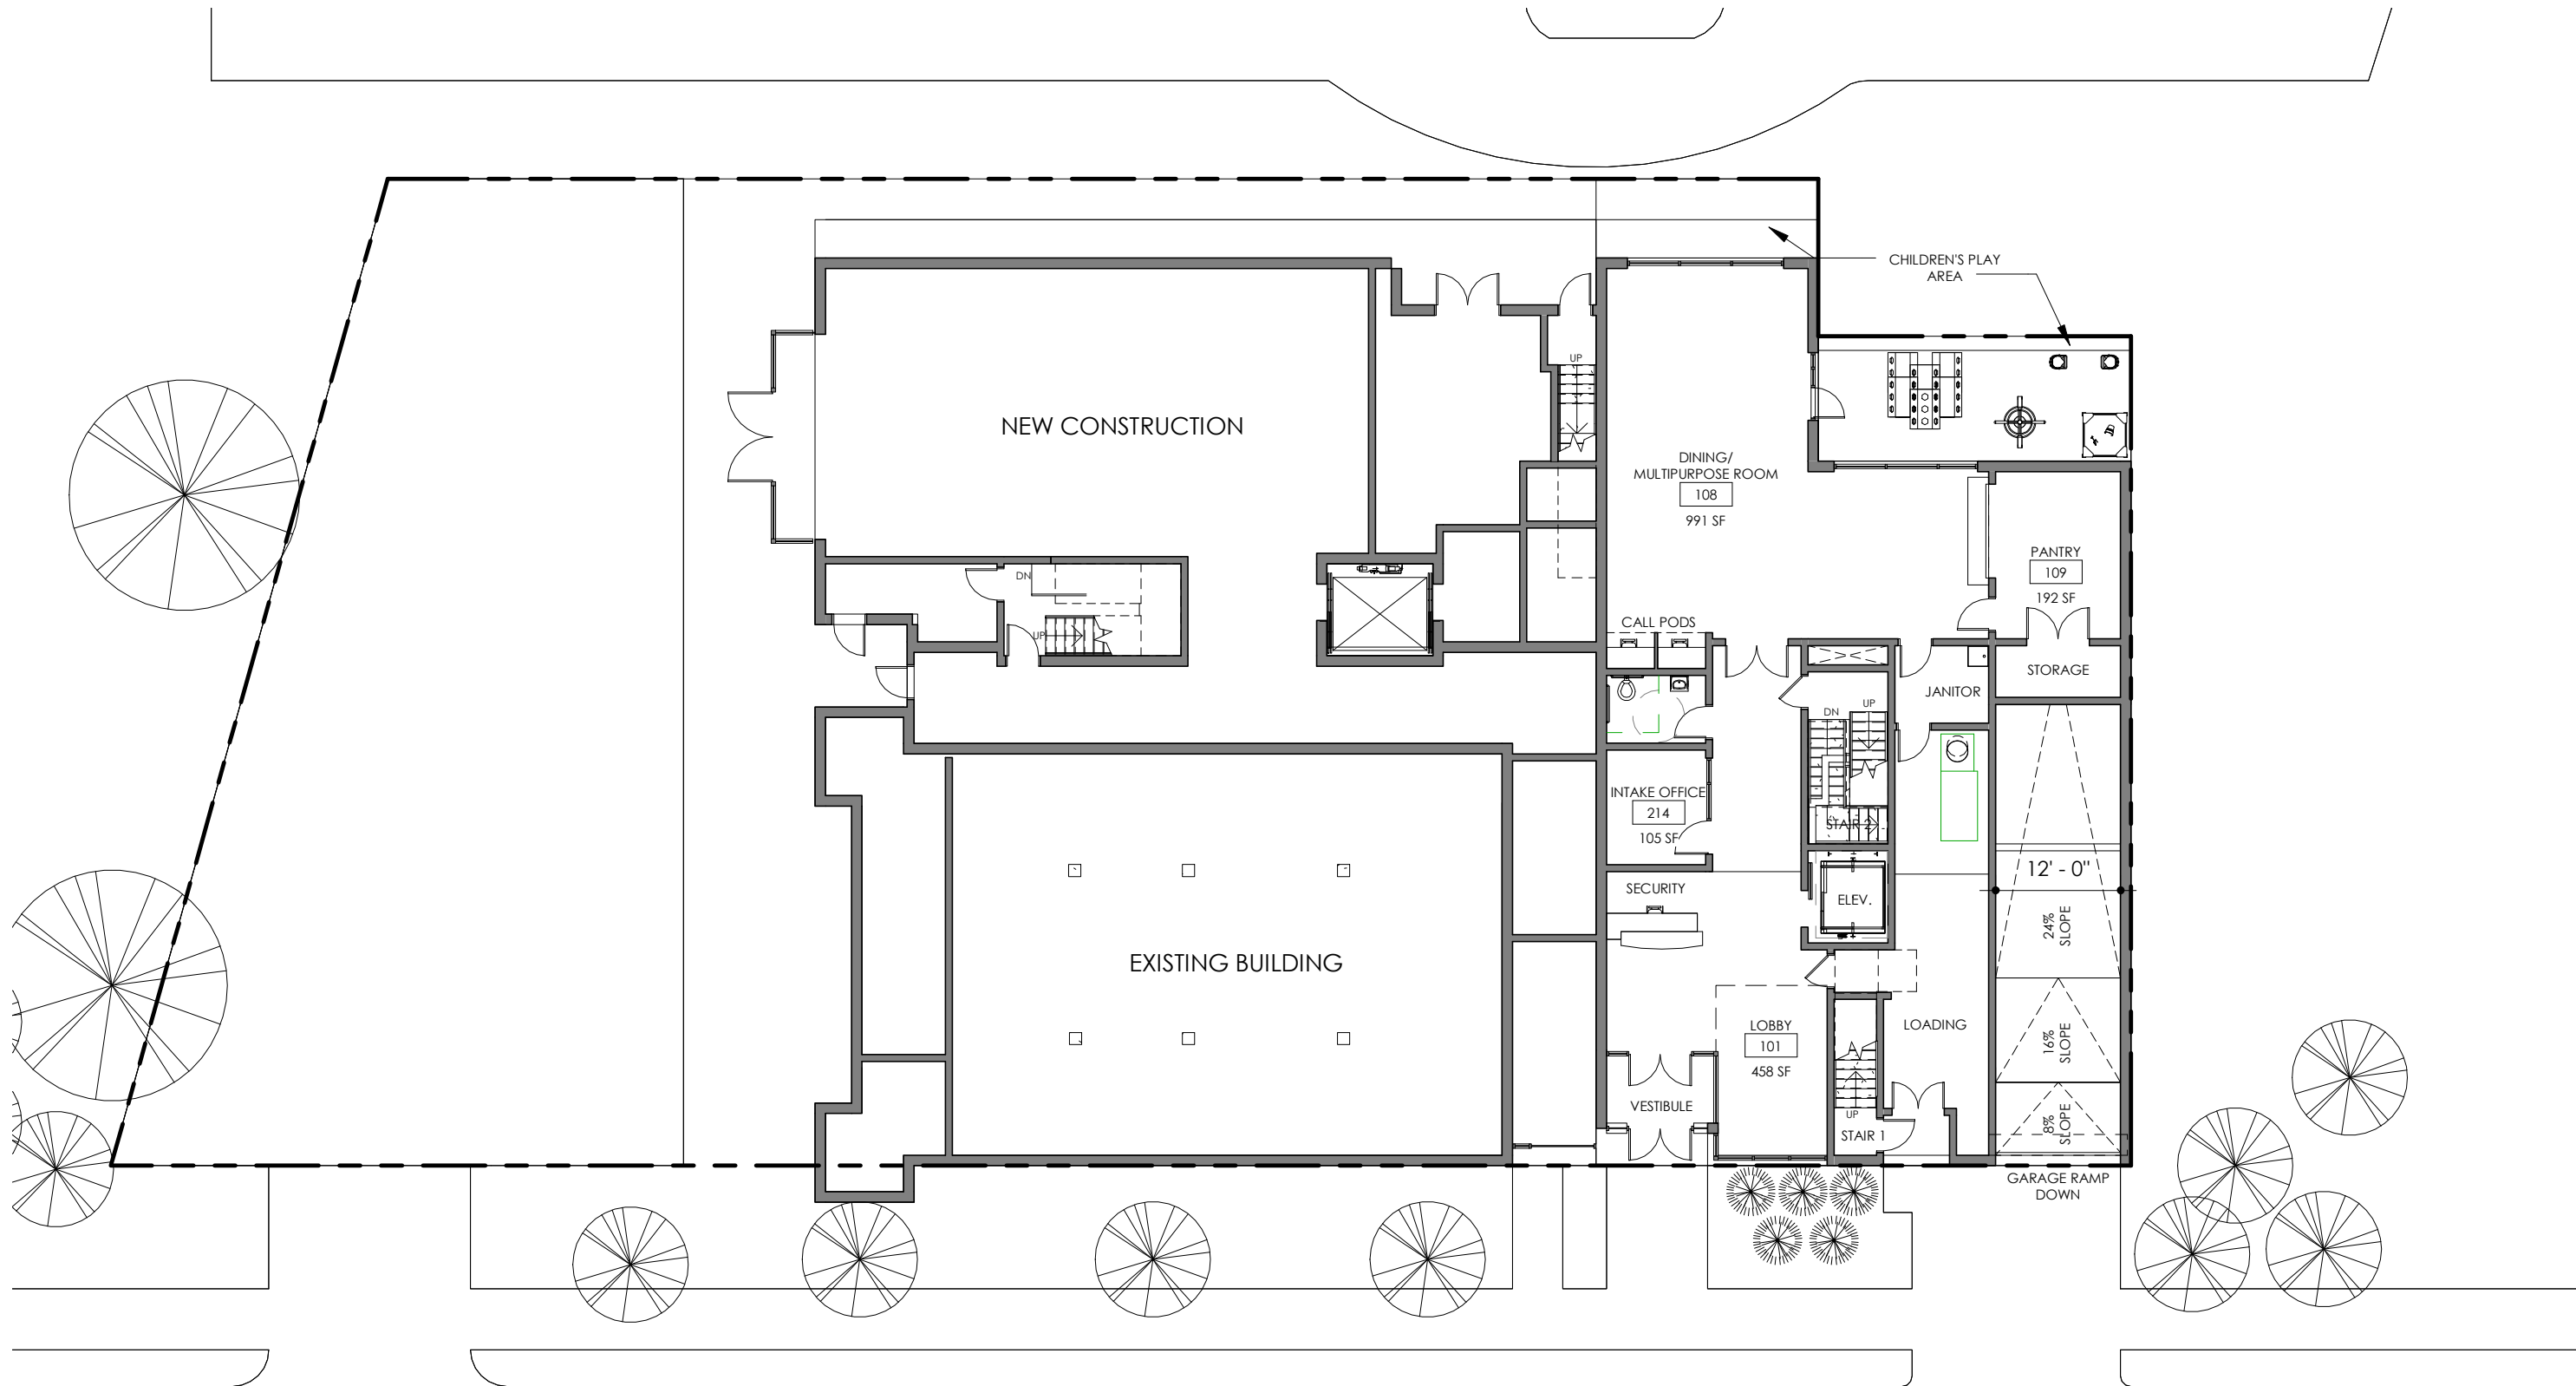 CHILDREN'S PLAY
AREA
UP
NEW CONSTRUCTION
DINING/
MULTIPURPOSE ROOM
108
991 SF
PANTRY
109
192 SF
DN
UP
CALL PODS
STORAGE
JANITOR
UP
DN
INTAKE OFFICE
214
105 SF
STAIR 2
12' - 0"
SECURITY
ELEV.
24%
SLOPE
EXISTING BUILDING
LOBBY
101
458 SF
LOADING
16%
SLOPE
VESTIBULE
UP
8%
SLOPE
STAIR 1
GARAGE RAMP
DOWN